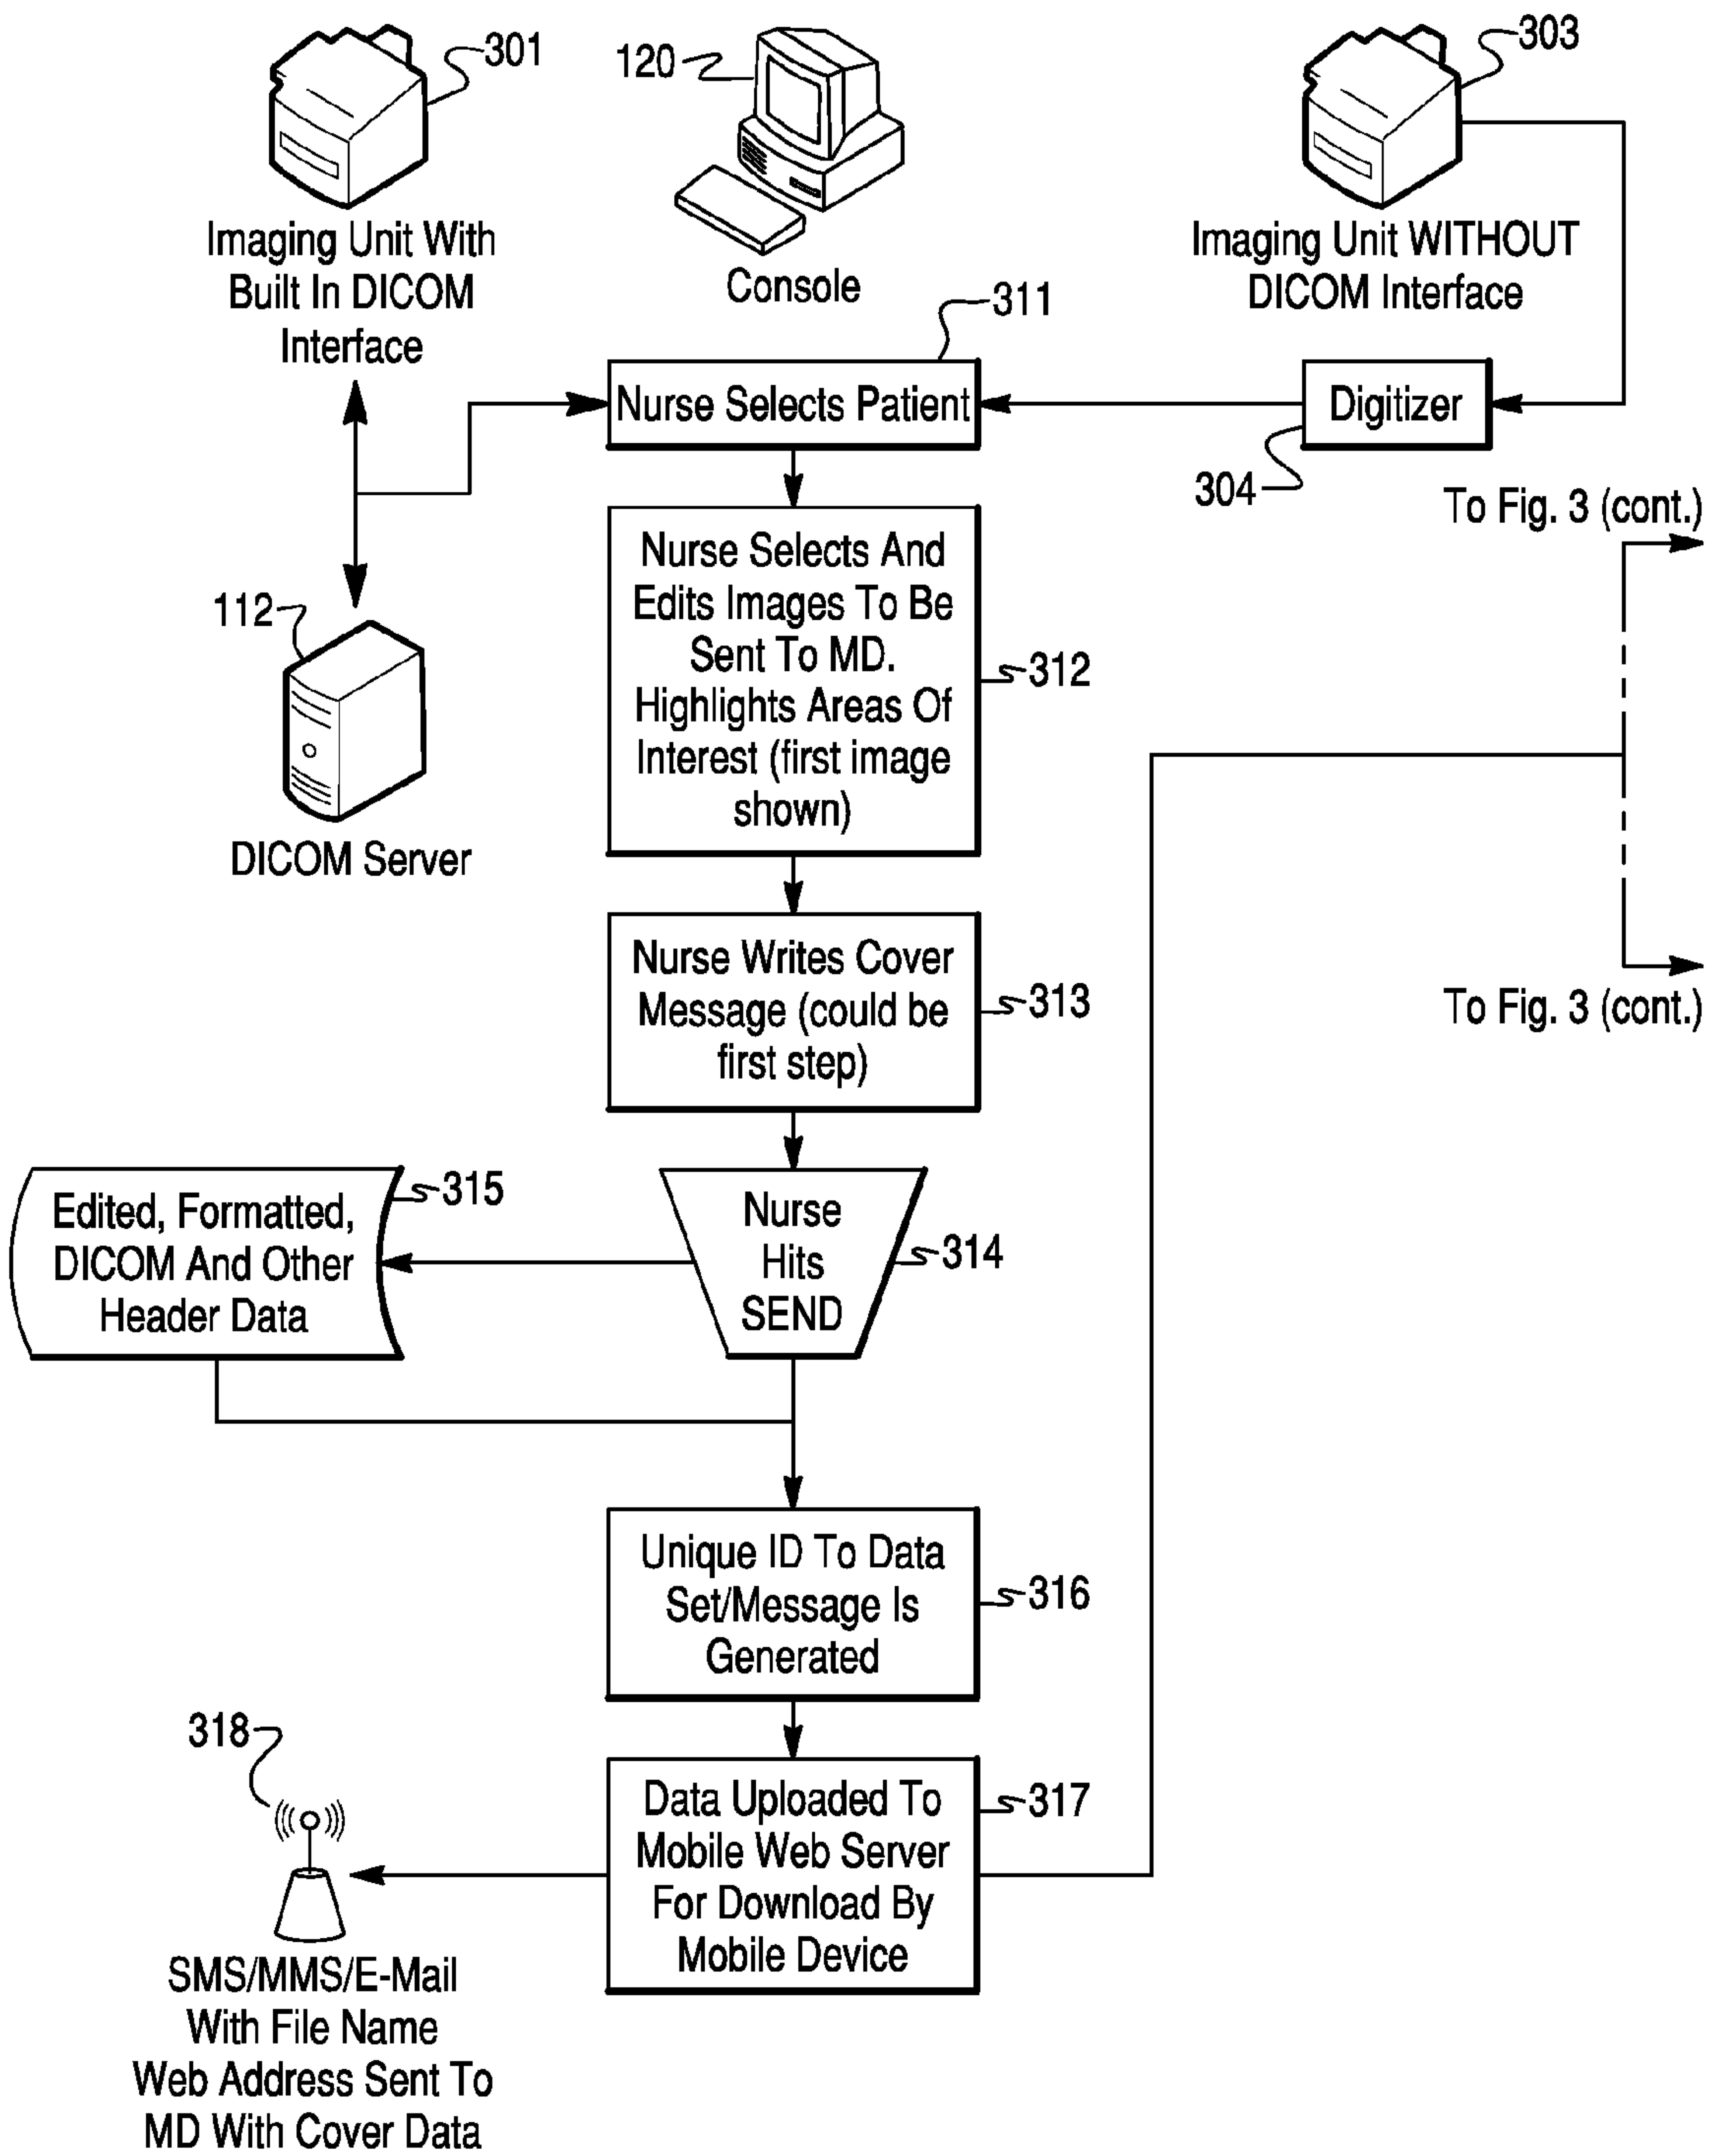 301
Imaging Unit With
Built In DICOM
Interface
120
Console
303
Imaging Unit WITHOUT
DICOM Interface
311
Nurse Selects Patient
Digitizer
304
To Fig. 3 (cont.)
112
DICOM Server
Nurse Selects And
Edits Images To Be
Sent To MD.
Highlights Areas Of
Interest (first image
shown)
312
Nurse Writes Cover
Message (could be
first step)
313
To Fig. 3 (cont.)
Edited, Formatted,
DICOM And Other
Header Data
315
Nurse
Hits
SEND
314
Unique ID To Data
Set/Message Is
Generated
316
318
Data Uploaded To
Mobile Web Server
For Download By
Mobile Device
317
SMS/MMS/E-Mail
With File Name
Web Address Sent To
MD With Cover Data